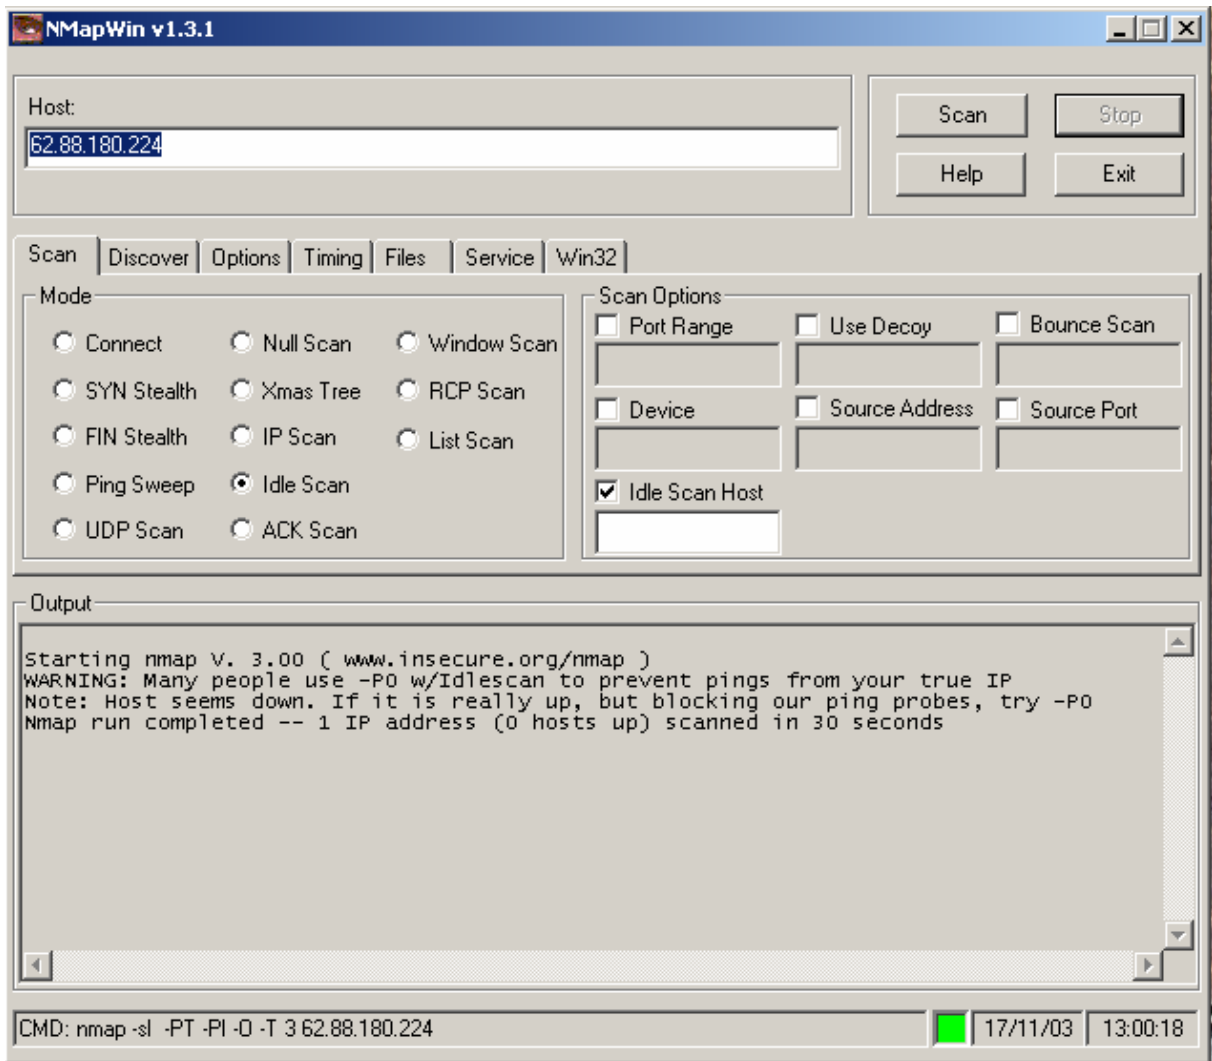 NMapWin v1.3.1
Host:
62.88.180.224
Scan
Stop
Help
Exit
Scan Discover Options Timing Files Service Win32
Mode
Connect
Null Scan
Window Scan
SYN Stealth
Xmas Tree
RCP Scan
FIN Stealth
IP Scan
List Scan
Ping Sweep
Idle Scan
UDP Scan
ACK Scan
Scan Options
Port Range
Use Decoy
Bounce Scan
Device
Source Address
Source Port
Idle Scan Host
Output
Starting nmap V. 3.00 ( www.insecure.org/nmap )
WARNING: Many people use -P0 w/Idlescan to prevent pings from your true IP
Note: Host seems down. If it is really up, but blocking our ping probes, try -P0
Nmap run completed -- 1 IP address (0 hosts up) scanned in 30 seconds
CMD: nmap -sI -PT -PI -O -T 3 62.88.180.224
17/11/03
13:00:18